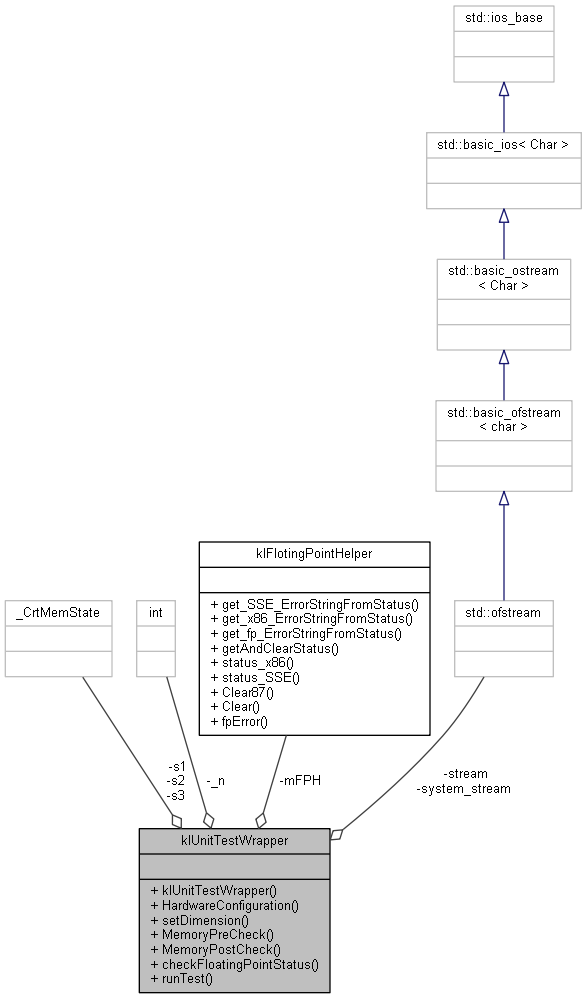 std::ios_base
std::basic_ios< Char >
std::basic_ostream
< Char >
std::basic_ofstream
< char >
klFlotingPointHelper
+ get_SSE_ErrorStringFromStatus()
+ get_x86_ErrorStringFromStatus()
+ get_fp_ErrorStringFromStatus()
+ getAndClearStatus()
+ status_x86()
+ status_SSE()
+ Clear87()
+ Clear()
+ fpError()
_CrtMemState
int
std::ofstream
-s1
-s2
-s3
-_n
-mFPH
-stream
-system_stream
klUnitTestWrapper
+ klUnitTestWrapper()
+ HardwareConfiguration()
+ setDimension()
+ MemoryPreCheck()
+ MemoryPostCheck()
+ checkFloatingPointStatus()
+ runTest()